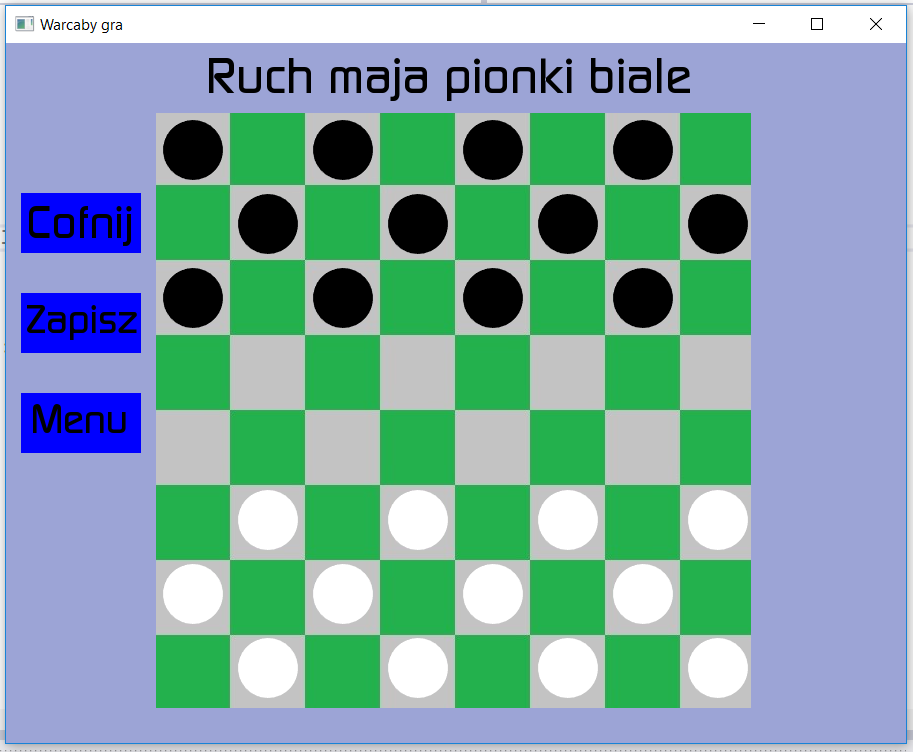 Warcaby gra
Ruch maja pionki biale
Cofnij
Zapisz
Menu